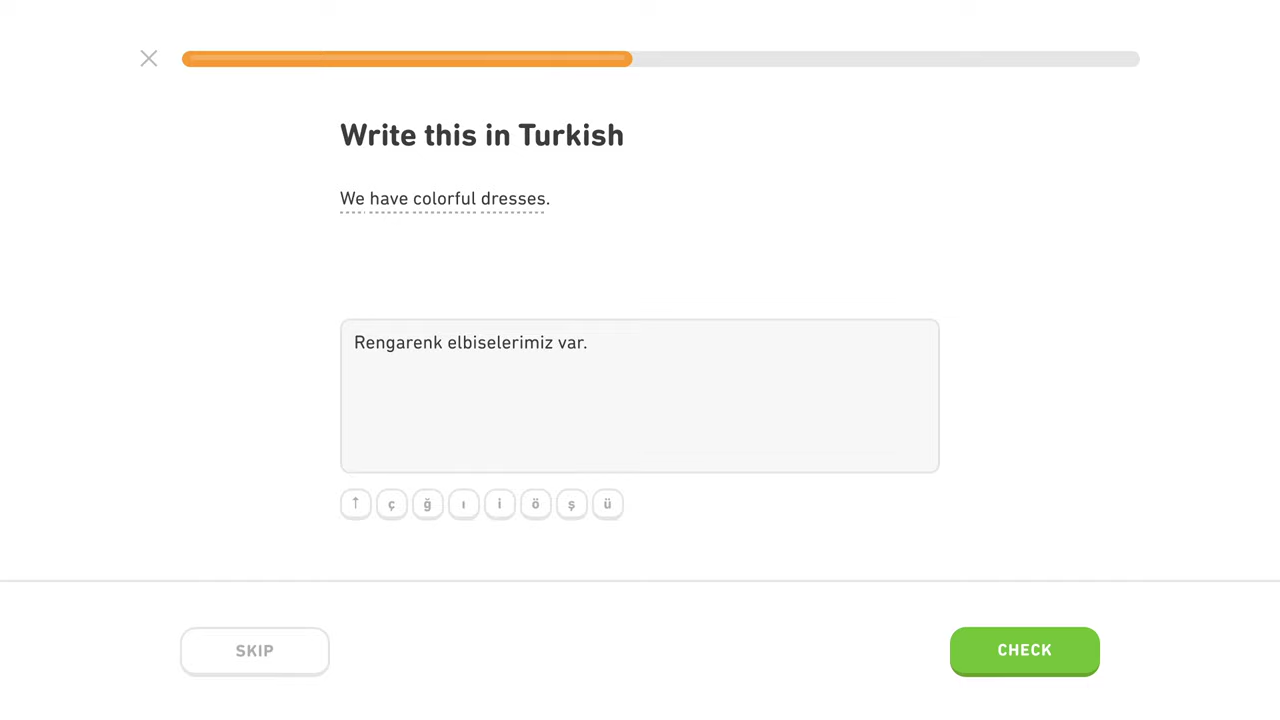 Write this in Turkish
We have colorful dresses.
Rengarenk elbiselerimiz var.
↑ ç ğ ı i ö ş ü
SKIP
CHECK